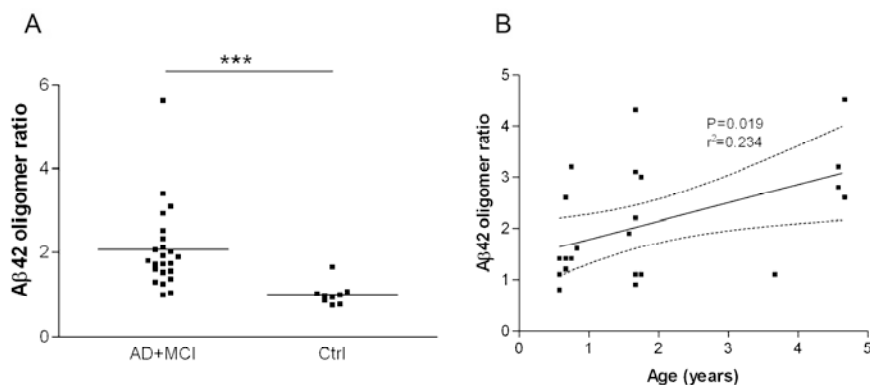 A
***
Aβ42 oligomer ratio
6
4
2
0
AD+MCI
Ctrl
B
Aβ42 oligomer ratio
5
4
3
2
1
0
P=0.019
r²=0.234
0 1 2 3 4 5
Age (years)